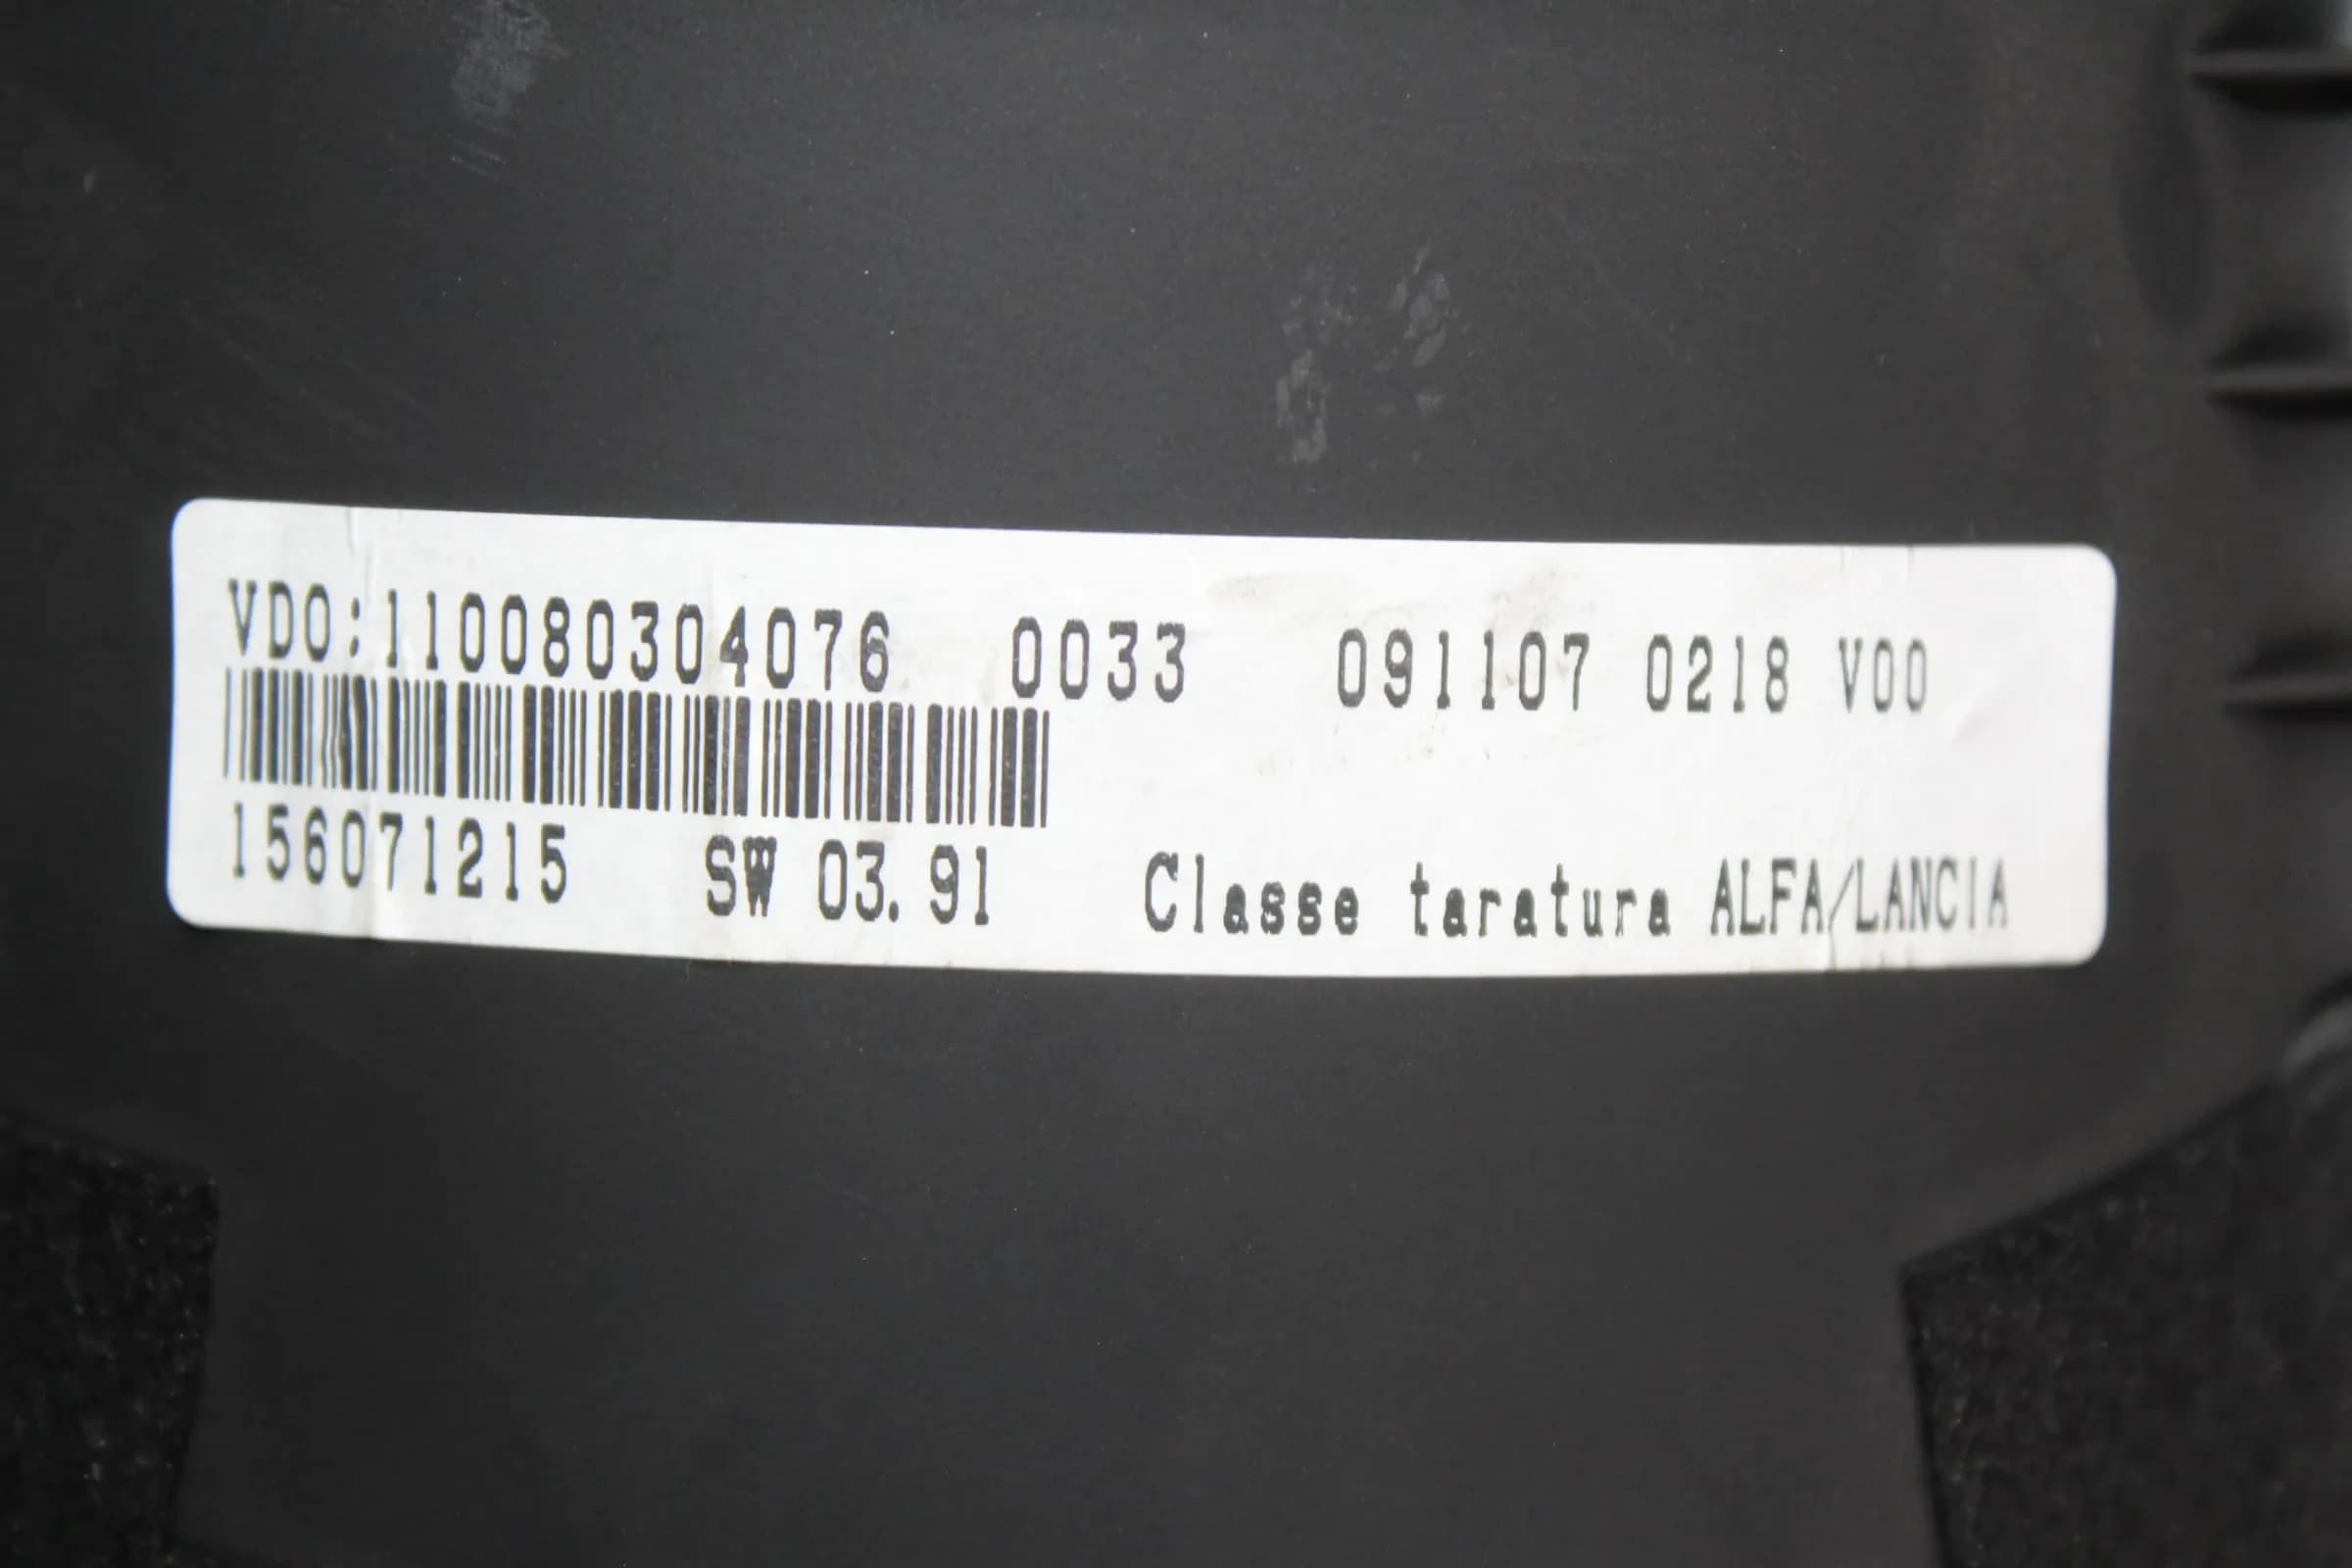 VDO:110080304076 0033 091107 0218 V00
156071215 SW 03.91 Classe taratura ALFA/LANCIA